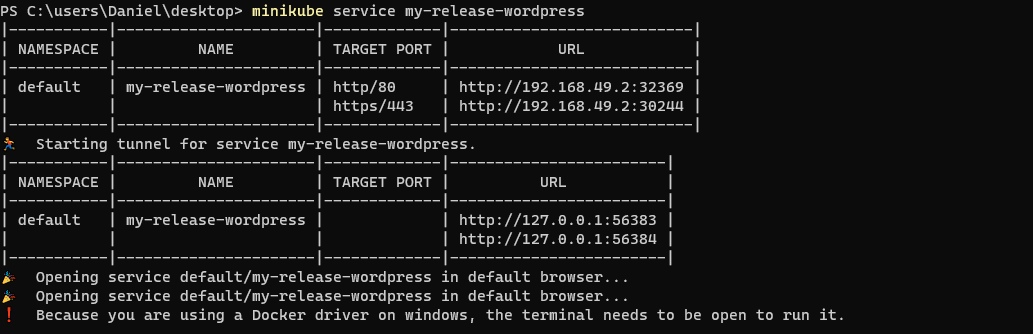 PS C:\users\Daniel\desktop> minikube service my-release-wordpress
|-----------|----------------------|-------------|---------------------------|
| NAMESPACE |         NAME         | TARGET PORT |            URL            |
|-----------|----------------------|-------------|---------------------------|
| default   | my-release-wordpress | http/80     | http://192.168.49.2:32369 |
|           |                      | https/443   | http://192.168.49.2:30244 |
|-----------|----------------------|-------------|---------------------------|
🏃  Starting tunnel for service my-release-wordpress.
|-----------|----------------------|-------------|------------------------|
| NAMESPACE |         NAME         | TARGET PORT |          URL           |
|-----------|----------------------|-------------|------------------------|
| default   | my-release-wordpress |             | http://127.0.0.1:56383 |
|           |                      |             | http://127.0.0.1:56384 |
|-----------|----------------------|-------------|------------------------|
🎉  Opening service default/my-release-wordpress in default browser...
🎉  Opening service default/my-release-wordpress in default browser...
❗  Because you are using a Docker driver on windows, the terminal needs to be open to run it.